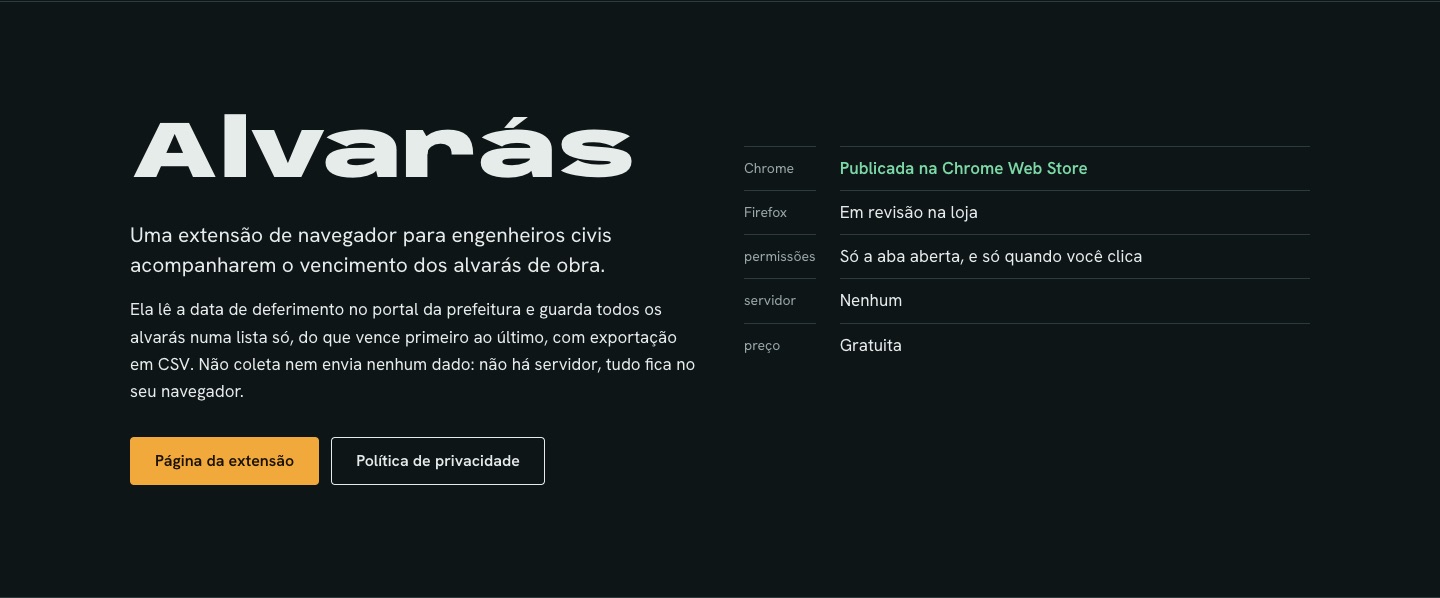 Alvarás
Uma extensão de navegador para engenheiros civis
acompanharem o vencimento dos alvarás de obra.
Ela lê a data de deferimento no portal da prefeitura e guarda todos os
alvarás numa lista só, do que vence primeiro ao último, com exportação
em CSV. Não coleta nem envia nenhum dado: não há servidor, tudo fica no
seu navegador.
Página da extensão
Política de privacidade
Chrome Publicada na Chrome Web Store
Firefox Em revisão na loja
permissões Só a aba aberta, e só quando você clica
servidor Nenhum
preço Gratuita